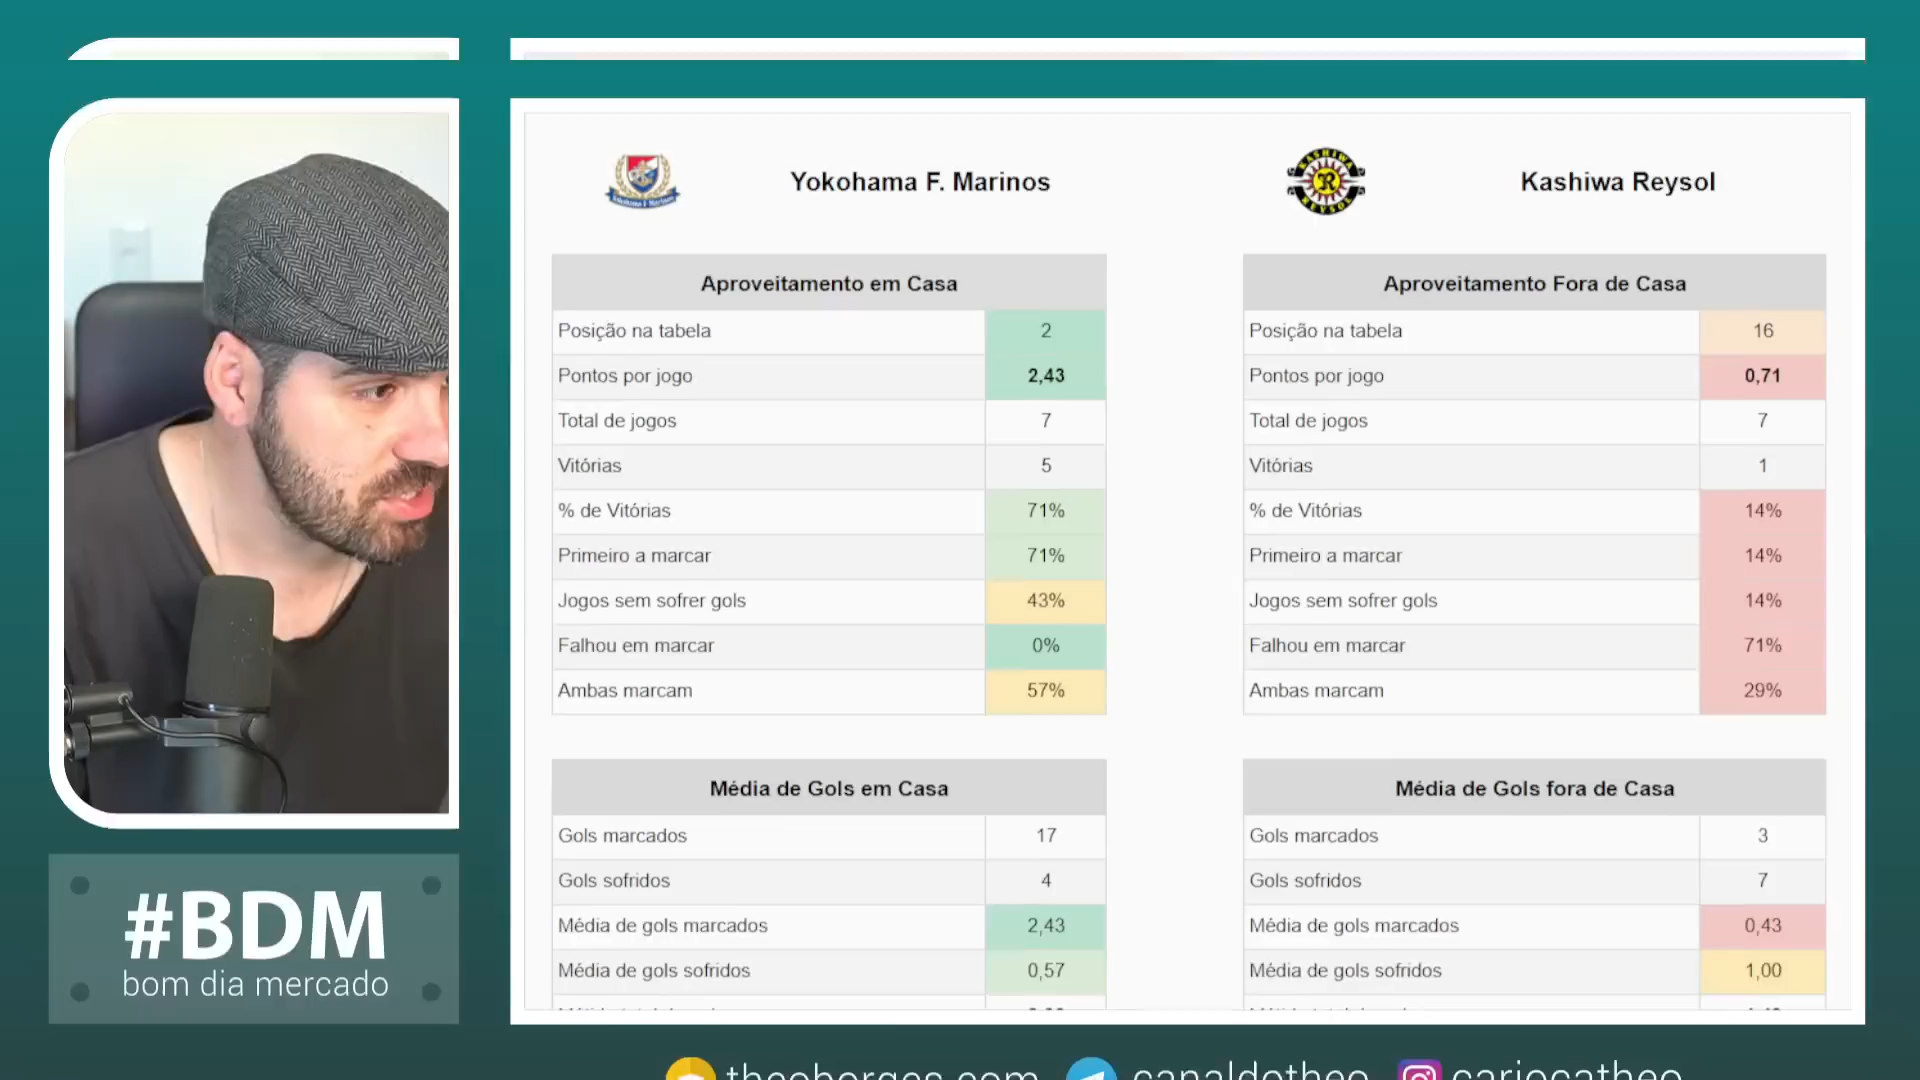 Yokohama F. Marinos
Kashiwa Reysol
KASHIWA
REYSOL
Aproveitamento em Casa
Posição na tabela 2
Pontos por jogo 2,43
Total de jogos 7
Vitórias 5
% de Vitórias 71%
Primeiro a marcar 71%
Jogos sem sofrer gols 43%
Falhou em marcar 0%
Ambas marcam 57%
Aproveitamento Fora de Casa
Posição na tabela 16
Pontos por jogo 0,71
Total de jogos 7
Vitórias 1
% de Vitórias 14%
Primeiro a marcar 14%
Jogos sem sofrer gols 14%
Falhou em marcar 71%
Ambas marcam 29%
Média de Gols em Casa
Gols marcados 17
Gols sofridos 4
Média de gols marcados 2,43
Média de gols sofridos 0,57
Média de Gols fora de Casa
Gols marcados 3
Gols sofridos 7
Média de gols marcados 0,43
Média de gols sofridos 1,00
#BDM
bom dia mercado
theoborges.com
canaldotheo
cariocatheo